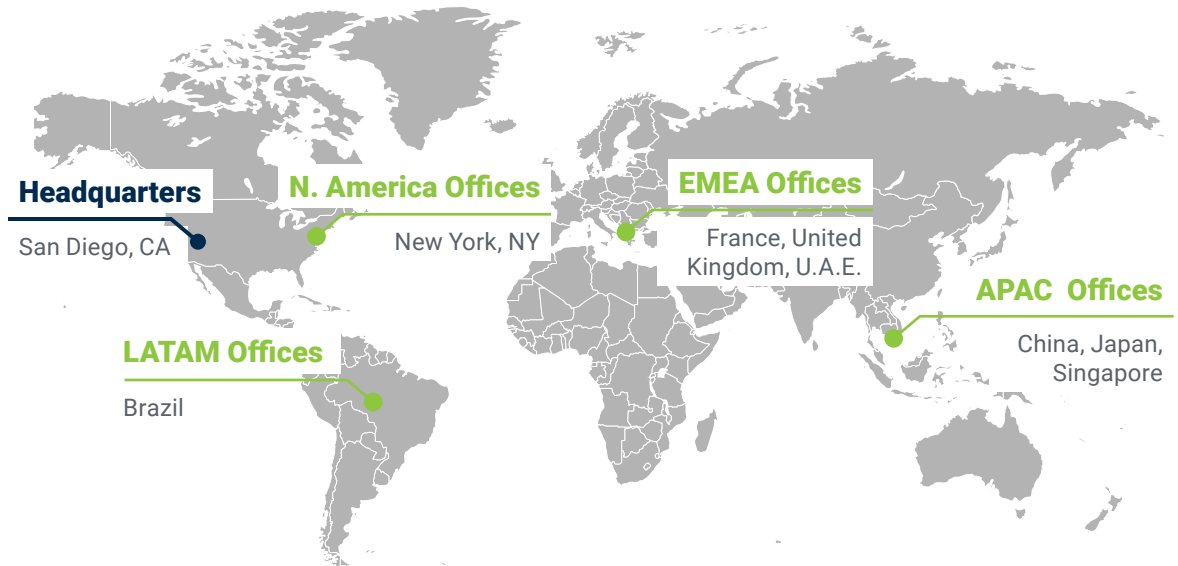 Headquarters
San Diego, CA
N. America Offices
New York, NY
EMEA Offices
France, United
Kingdom, U.A.E.
APAC Offices
China, Japan,
Singapore
LATAM Offices
Brazil